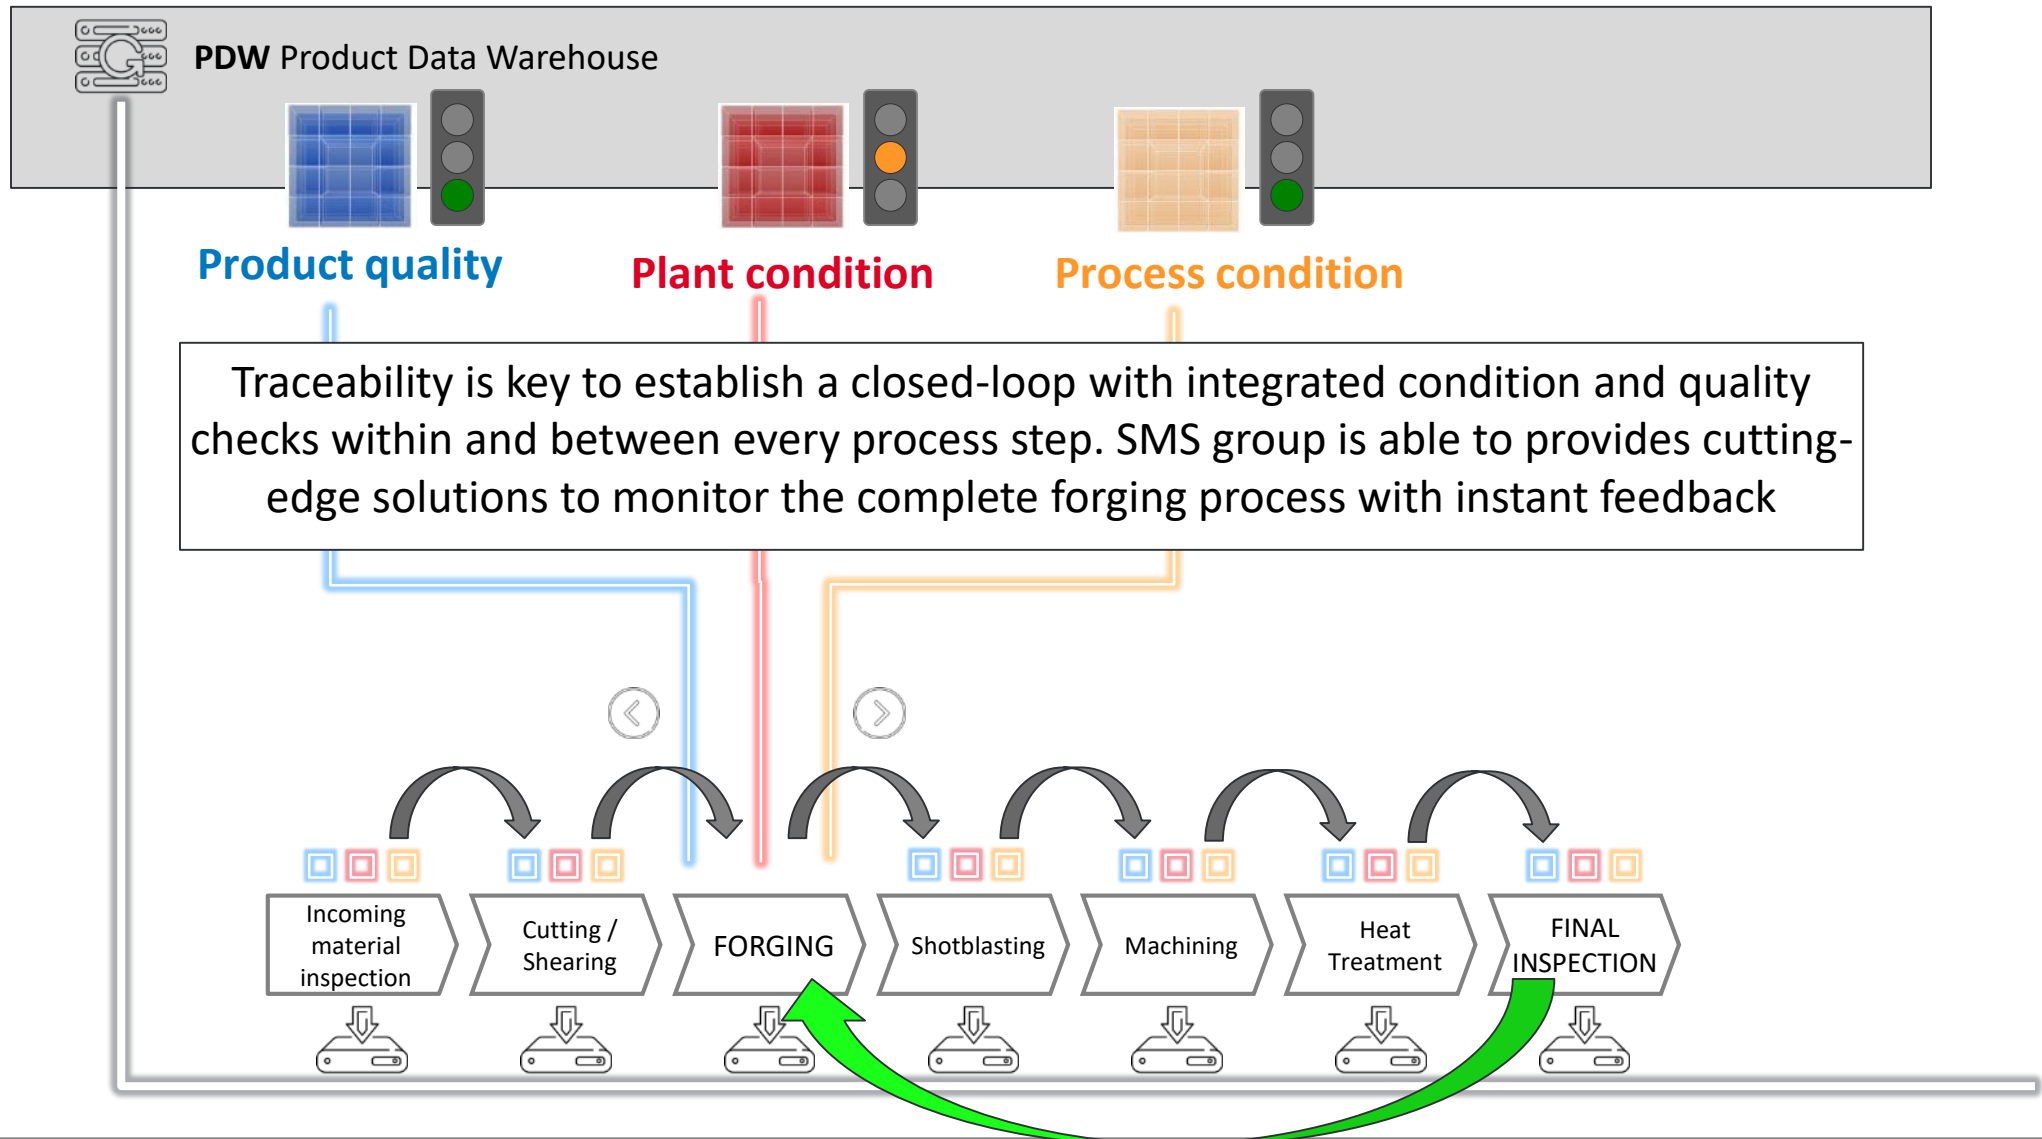 PDW Product Data Warehouse
Product quality
Plant condition
Process condition
Traceability is key to establish a closed-loop with integrated condition and quality
checks within and between every process step. SMS group is able to provides cutting-
edge solutions to monitor the complete forging process with instant feedback
Incoming
material
inspection
Cutting /
Shearing
FORGING
Shotblasting
Machining
Heat
Treatment
FINAL
INSPECTION